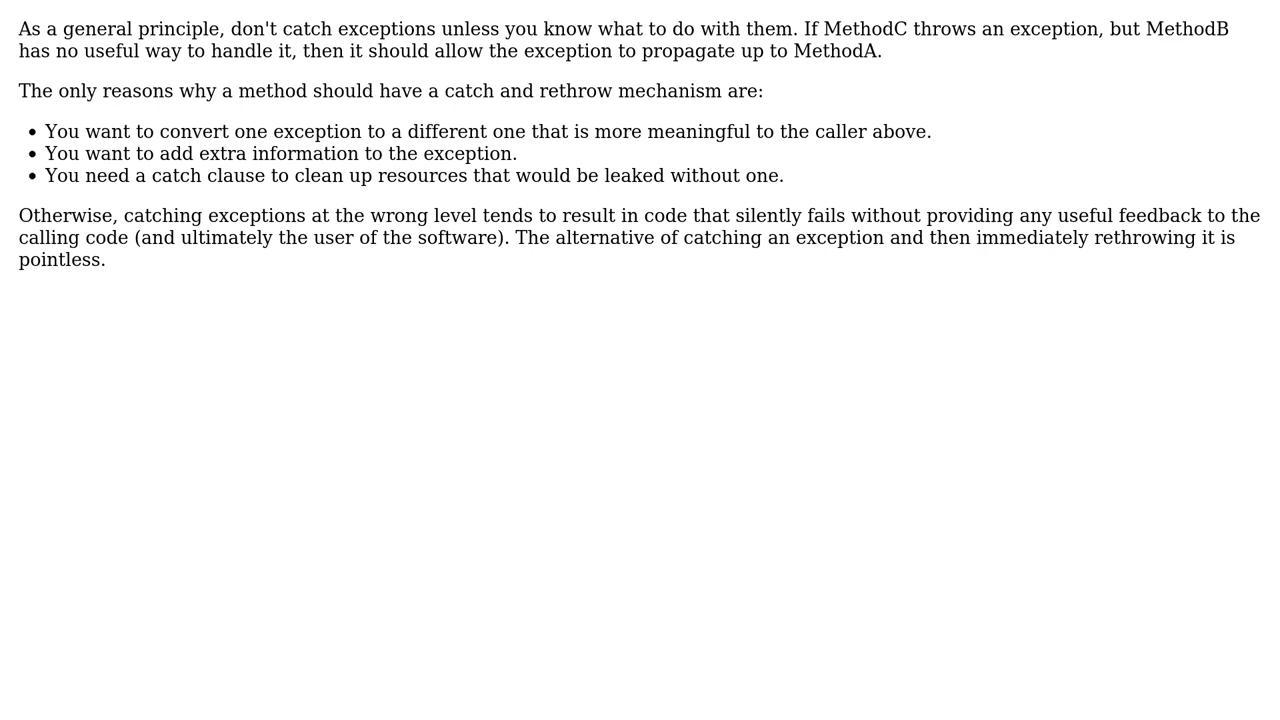 As a general principle, don't catch exceptions unless you know what to do with them. If MethodC throws an exception, but MethodB
has no useful way to handle it, then it should allow the exception to propagate up to MethodA.
The only reasons why a method should have a catch and rethrow mechanism are:
• You want to convert one exception to a different one that is more meaningful to the caller above.
• You want to add extra information to the exception.
• You need a catch clause to clean up resources that would be leaked without one.
Otherwise, catching exceptions at the wrong level tends to result in code that silently fails without providing any useful feedback to the
calling code (and ultimately the user of the software). The alternative of catching an exception and then immediately rethrowing it is
pointless.